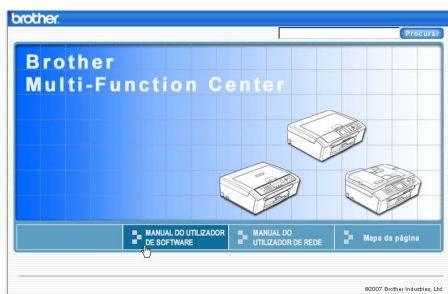 brother.
Procurar
Brother
Multi-Function Center
MANUAL DO UTILIZADOR
DE SOFTWARE
MANUAL DO
UTILIZADOR DE REDE
Mapa da página
©2007 Brother Industries, Ltd.